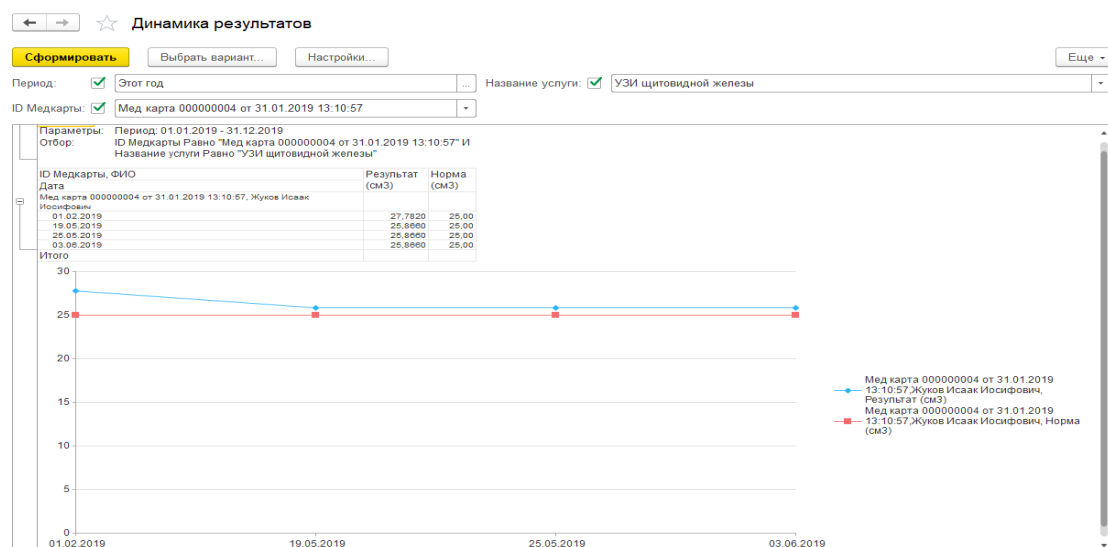 Динамика результатов
Сформировать Выбрать вариант... Настройки... Еще
Период: Этот год ... Название услуги: УЗИ щитовидной железы
ID Медкарты: Мед карта 000000004 от 31.01.2019 13:10:57
Параметры: Период: 01.01.2019 - 31.12.2019
Отбор: ID Медкарты Равно "Мед карта 000000004 от 31.01.2019 13:10:57" И
Название услуги Равно "УЗИ щитовидной железы"
ID Медкарты, ФИО Результат Норма
Дата (см3) (см3)
Мед карта 000000004 от 31.01.2019 13:10:57, Жуков Исаак
Иосифович
01.02.2019 27,7820 25,00
19.05.2019 25,8660 25,00
25.05.2019 25,8660 25,00
03.06.2019 25,8660 25,00
Итого
30
25
20
15
10
5
0
01.02.2019 19.05.2019 25.05.2019 03.06.2019
Мед карта 000000004 от 31.01.2019
13:10:57,Жуков Исаак Иосифович,
Результат (см3)
Мед карта 000000004 от 31.01.2019
13:10:57,Жуков Исаак Иосифович, Норма
(см3)